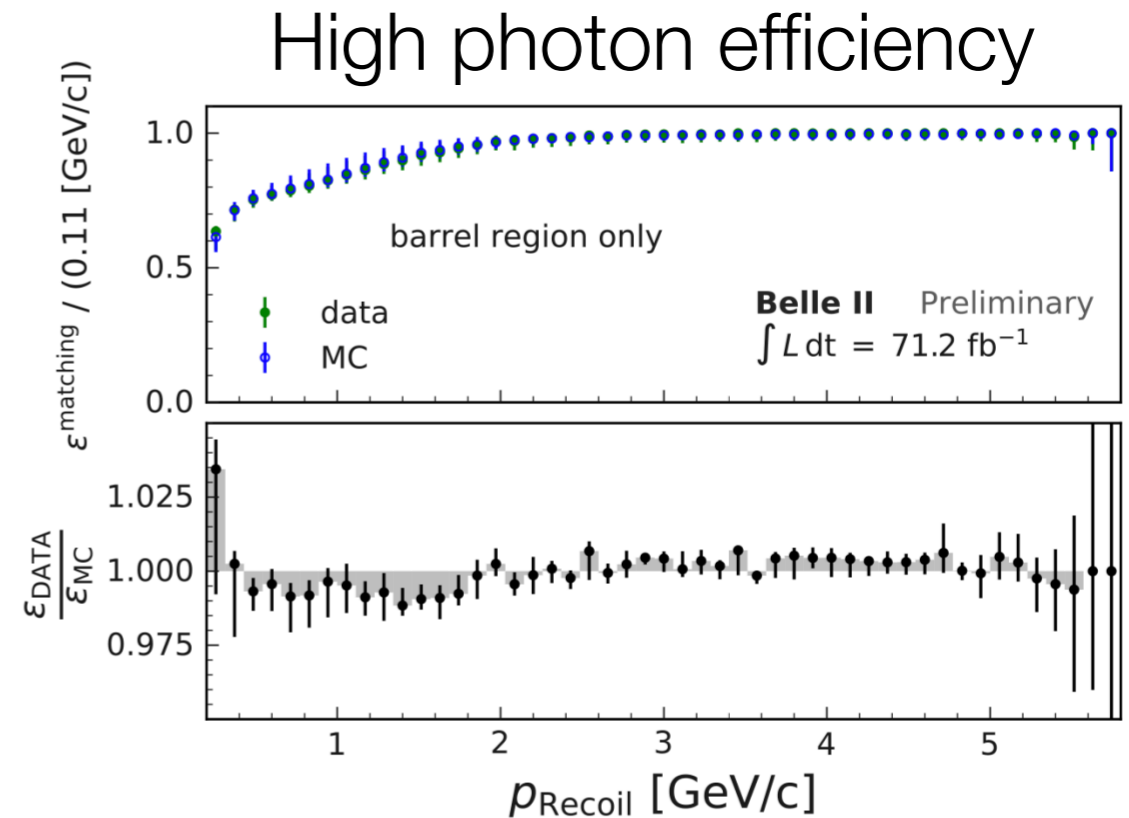 High photon efficiency
ε^matching / (0.11 [GeV/c])
1.0
0.5
0.0
barrel region only
data
MC
Belle II Preliminary
∫ L dt = 71.2 fb⁻¹
ε_DATA
ε_MC
1.025
1.000
0.975
1 2 3 4 5
p_Recoil [GeV/c]